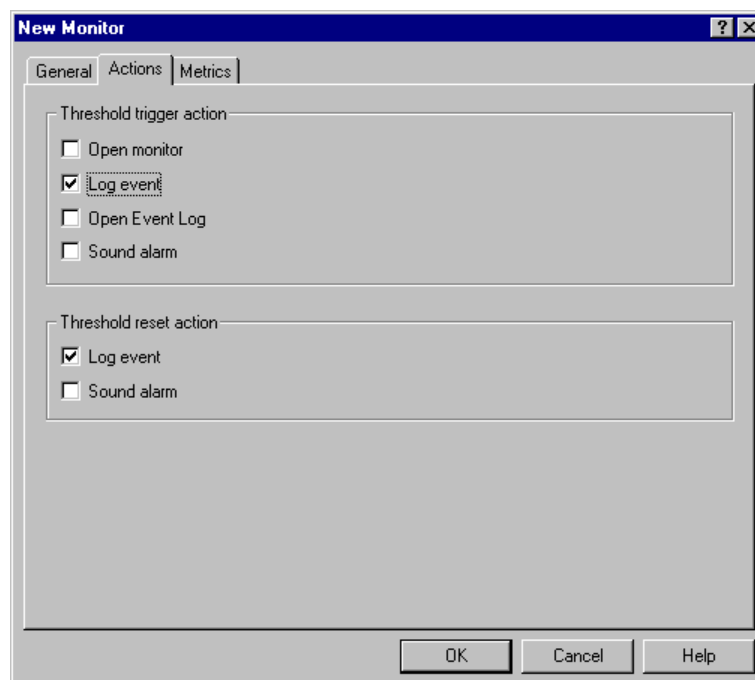 New Monitor
General Actions Metrics
Threshold trigger action
Open monitor
Log event
Open Event Log
Sound alarm
Threshold reset action
Log event
Sound alarm
OK Cancel Help